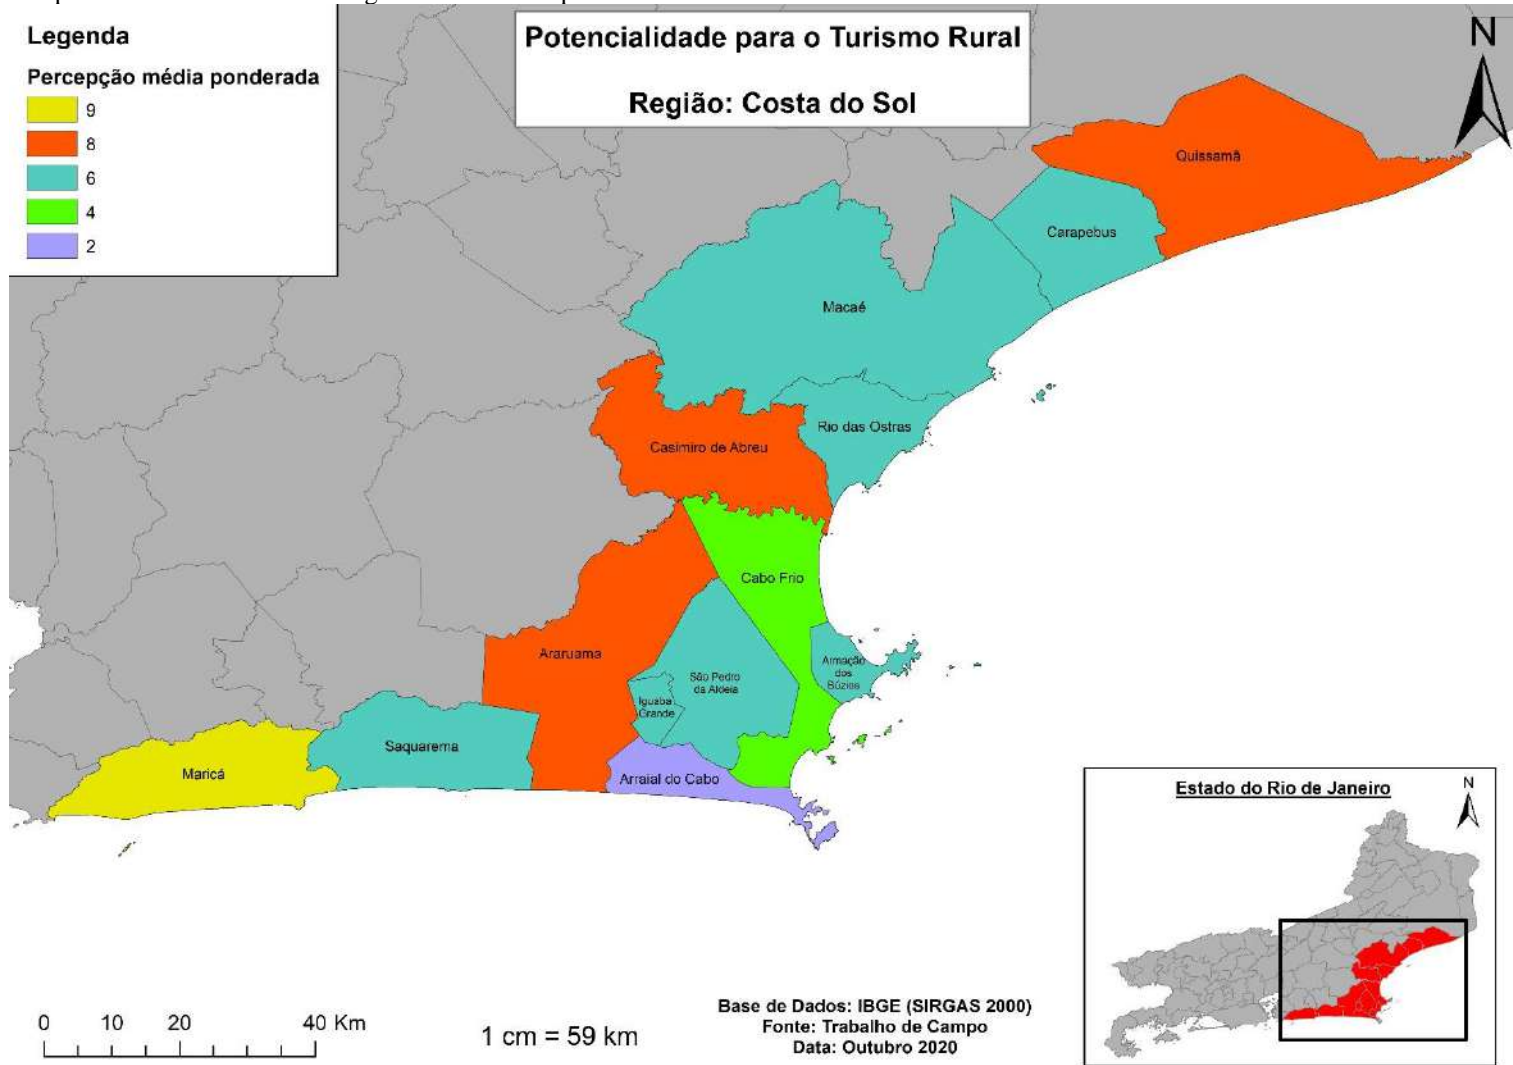 Legenda
Percepção média ponderada
9
8
6
4
2
Potencialidade para o Turismo Rural
Região: Costa do Sol
N
Quissamã
Carapebus
Macaé
Rio das Ostras
Casimiro de Abreu
Cabo Frio
Araruama
Armação
dos
Búzios
São Pedro
da Aldeia
Iguaba
Grande
Saquarema
Maricá
Arraial do Cabo
Estado do Rio de Janeiro
N
0 10 20 40 Km
1 cm = 59 km
Base de Dados: IBGE (SIRGAS 2000)
Fonte: Trabalho de Campo
Data: Outubro 2020